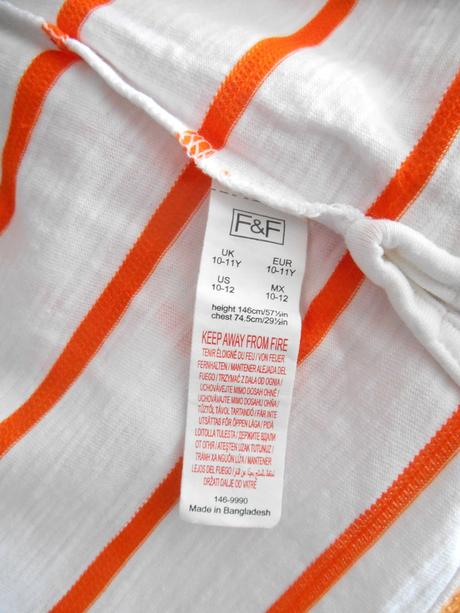 F&F
UK EUR
10-11Y 10-11Y
US MX
10-12 10-12
height 146cm/57½in
chest 74.5cm/29½in
KEEP AWAY FROM FIRE
TENIR ÉLOIGNÉ DU FEU / VON FEUER
FERNHALTEN / MANTENER ALEJADA DEL
FUEGO / TRZYMAĆ Z DALA OD OGNIA /
UCHOVÁVEJTE MIMO DOSAH OHNĚ /
UCHOVÁVAJTE MIMO DOSAHU OHŇA /
TŰZTŐL TÁVOL TARTANDÓ / FÅR INTE
UTSÄTTAS FÖR ÖPPEN LÅGA / PIDA
LOITOLLA TULESTA / ДЕРЖИТЕ ВДАЛИ
ОТ ОГНЯ / ATEŞTEN UZAK TUTUNUZ /
TRÁNH XA NGUỒN LỬA / MANTENER
LEJOS DEL FUEGO /
DRŽATI DALJE OD VATRE
146-9990
Made in Bangladesh